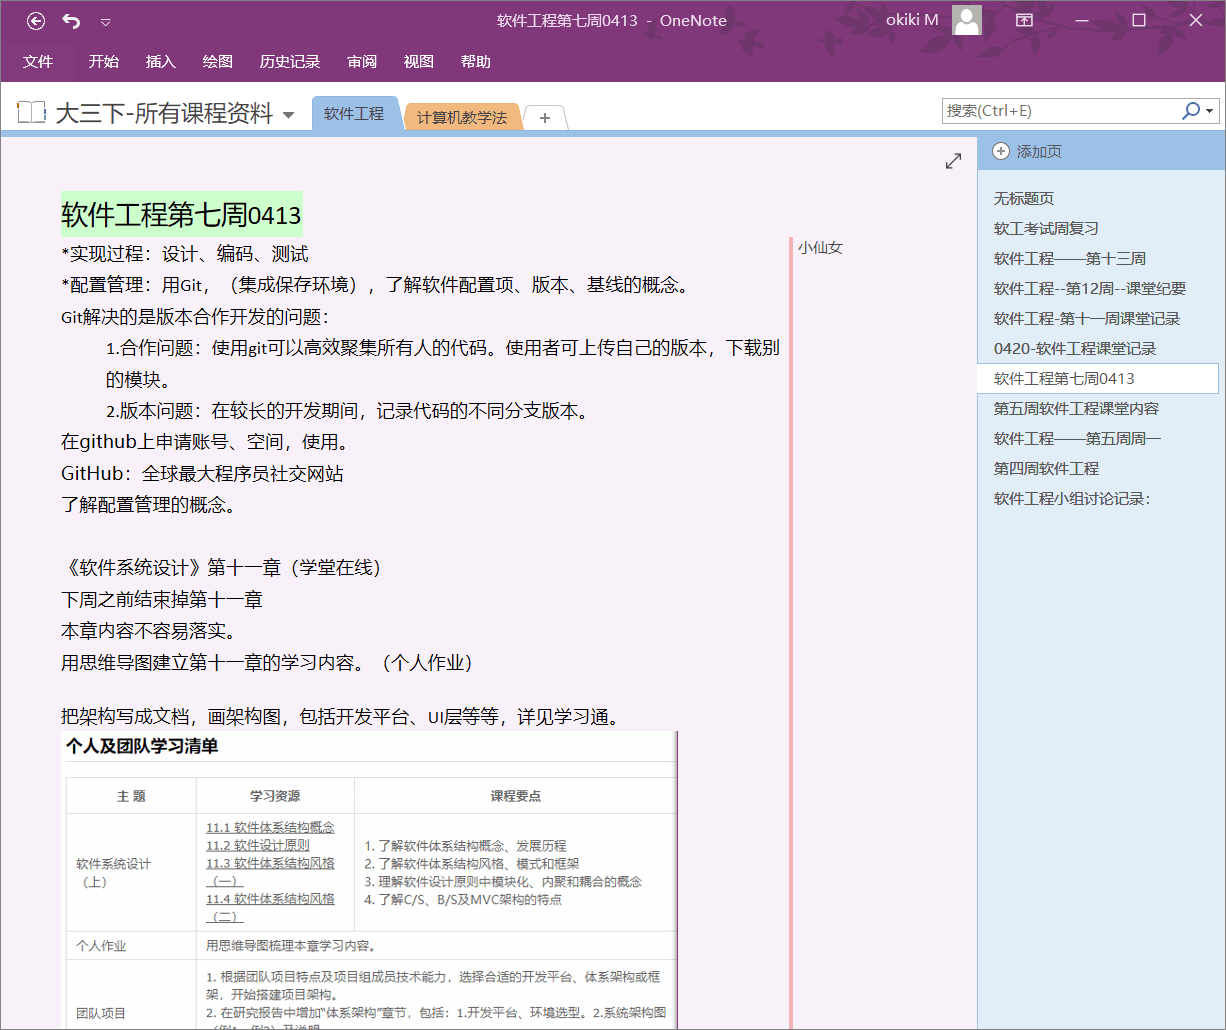 软件工程第七周0413 - OneNote
okiki M
文件 开始 插入 绘图 历史记录 审阅 视图 帮助
大三下-所有课程资料
软件工程
计算机教学法
+
搜索(Ctrl+E)
添加页
无标题页
软工考试周复习
软件工程——第十三周
软件工程--第12周--课堂纪要
软件工程-第十一周课堂记录
0420-软件工程课堂记录
软件工程第七周0413
第五周软件工程课堂内容
软件工程——第五周周一
第四周软件工程
软件工程小组讨论记录：
软件工程第七周0413
小仙女
*实现过程：设计、编码、测试
*配置管理：用Git，（集成保存环境），了解软件配置项、版本、基线的概念。
Git解决的是版本合作开发的问题：
1.合作问题：使用git可以高效聚集所有人的代码。使用者可上传自己的版本，下载别
的模块。
2.版本问题：在较长的开发期间，记录代码的不同分支版本。
在github上申请账号、空间，使用。
GitHub：全球最大程序员社交网站
了解配置管理的概念。
《软件系统设计》第十一章（学堂在线）
下周之前结束掉第十一章
本章内容不容易落实。
用思维导图建立第十一章的学习内容。（个人作业）
把架构写成文档，画架构图，包括开发平台、UI层等等，详见学习通。
个人及团队学习清单
主 题 学习资源 课程要点
软件系统设计
（上）
11.1 软件体系结构概念
11.2 软件设计原则
11.3 软件体系结构风格
（一）
11.4 软件体系结构风格
（二）
1. 了解软件体系结构概念、发展历程
2. 了解软件体系结构风格、模式和框架
3. 理解软件设计原则中模块化、内聚和耦合的概念
4. 了解C/S、B/S及MVC架构的特点
个人作业 用思维导图梳理本章学习内容。
团队项目
1. 根据团队项目特点及项目组成员技术能力，选择合适的开发平台、体系架构或框
架，开始搭建项目架构。
2. 在研究报告中增加“体系架构”章节，包括：1.开发平台、环境选型。2.系统架构图